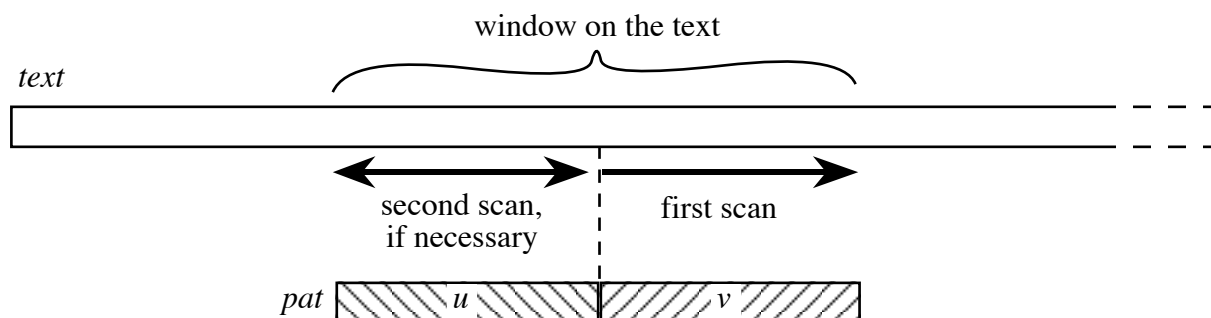 window on the text
text
second scan,
if necessary
first scan
pat u v